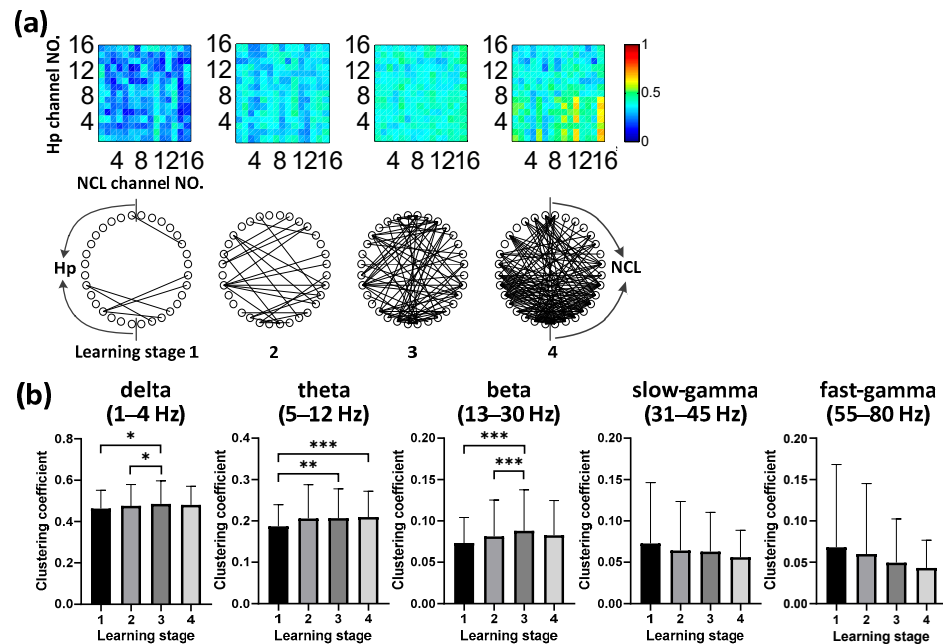 (a)
Hp channel NO.
16
12
8
4
4 8 1216
16
12
8
4
4 8 1216
16
12
8
4
4 8 1216
16
12
8
4
4 8 1216
1
0.5
0
NCL channel NO.
Hp
NCL
Learning stage 1
2
3
4
(b)
delta
(1–4 Hz)
Clustering coefficient
0.8
0.6
0.4
0.2
0.0
*
*
1 2 3 4
Learning stage
theta
(5–12 Hz)
Clustering coefficient
0.4
0.3
0.2
0.1
0.0
***
**
1 2 3 4
Learning stage
beta
(13–30 Hz)
Clustering coefficient
0.20
0.15
0.10
0.05
0.00
***
***
1 2 3 4
Learning stage
slow-gamma
(31–45 Hz)
Clustering coefficient
0.20
0.15
0.10
0.05
0.00
1 2 3 4
Learning stage
fast-gamma
(55–80 Hz)
Clustering coefficient
0.20
0.15
0.10
0.05
0.00
1 2 3 4
Learning stage